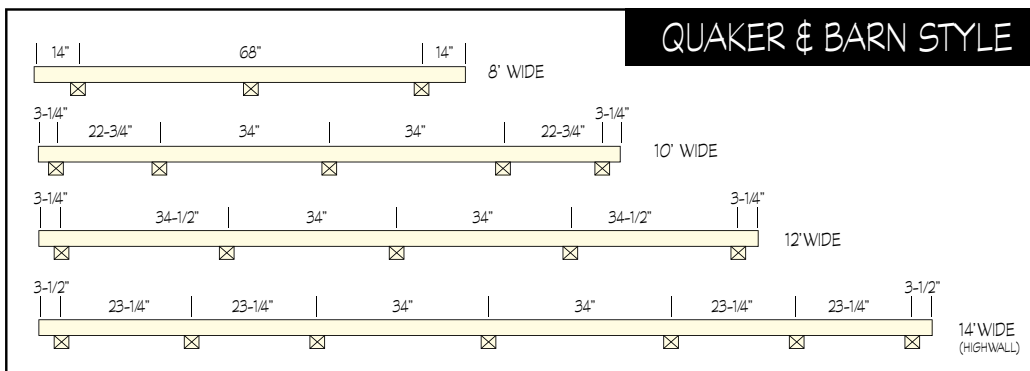 QUAKER & BARN STYLE
14" 68" 14"
8' WIDE
3-1/4" 3-1/4"
22-3/4" 34" 34" 22-3/4"
10' WIDE
3-1/4" 3-1/4"
34-1/2" 34" 34" 34-1/2"
12'WIDE
3-1/2" 3-1/2"
23-1/4" 23-1/4" 34" 34" 23-1/4" 23-1/4"
14'WIDE
(HIGHWALL)